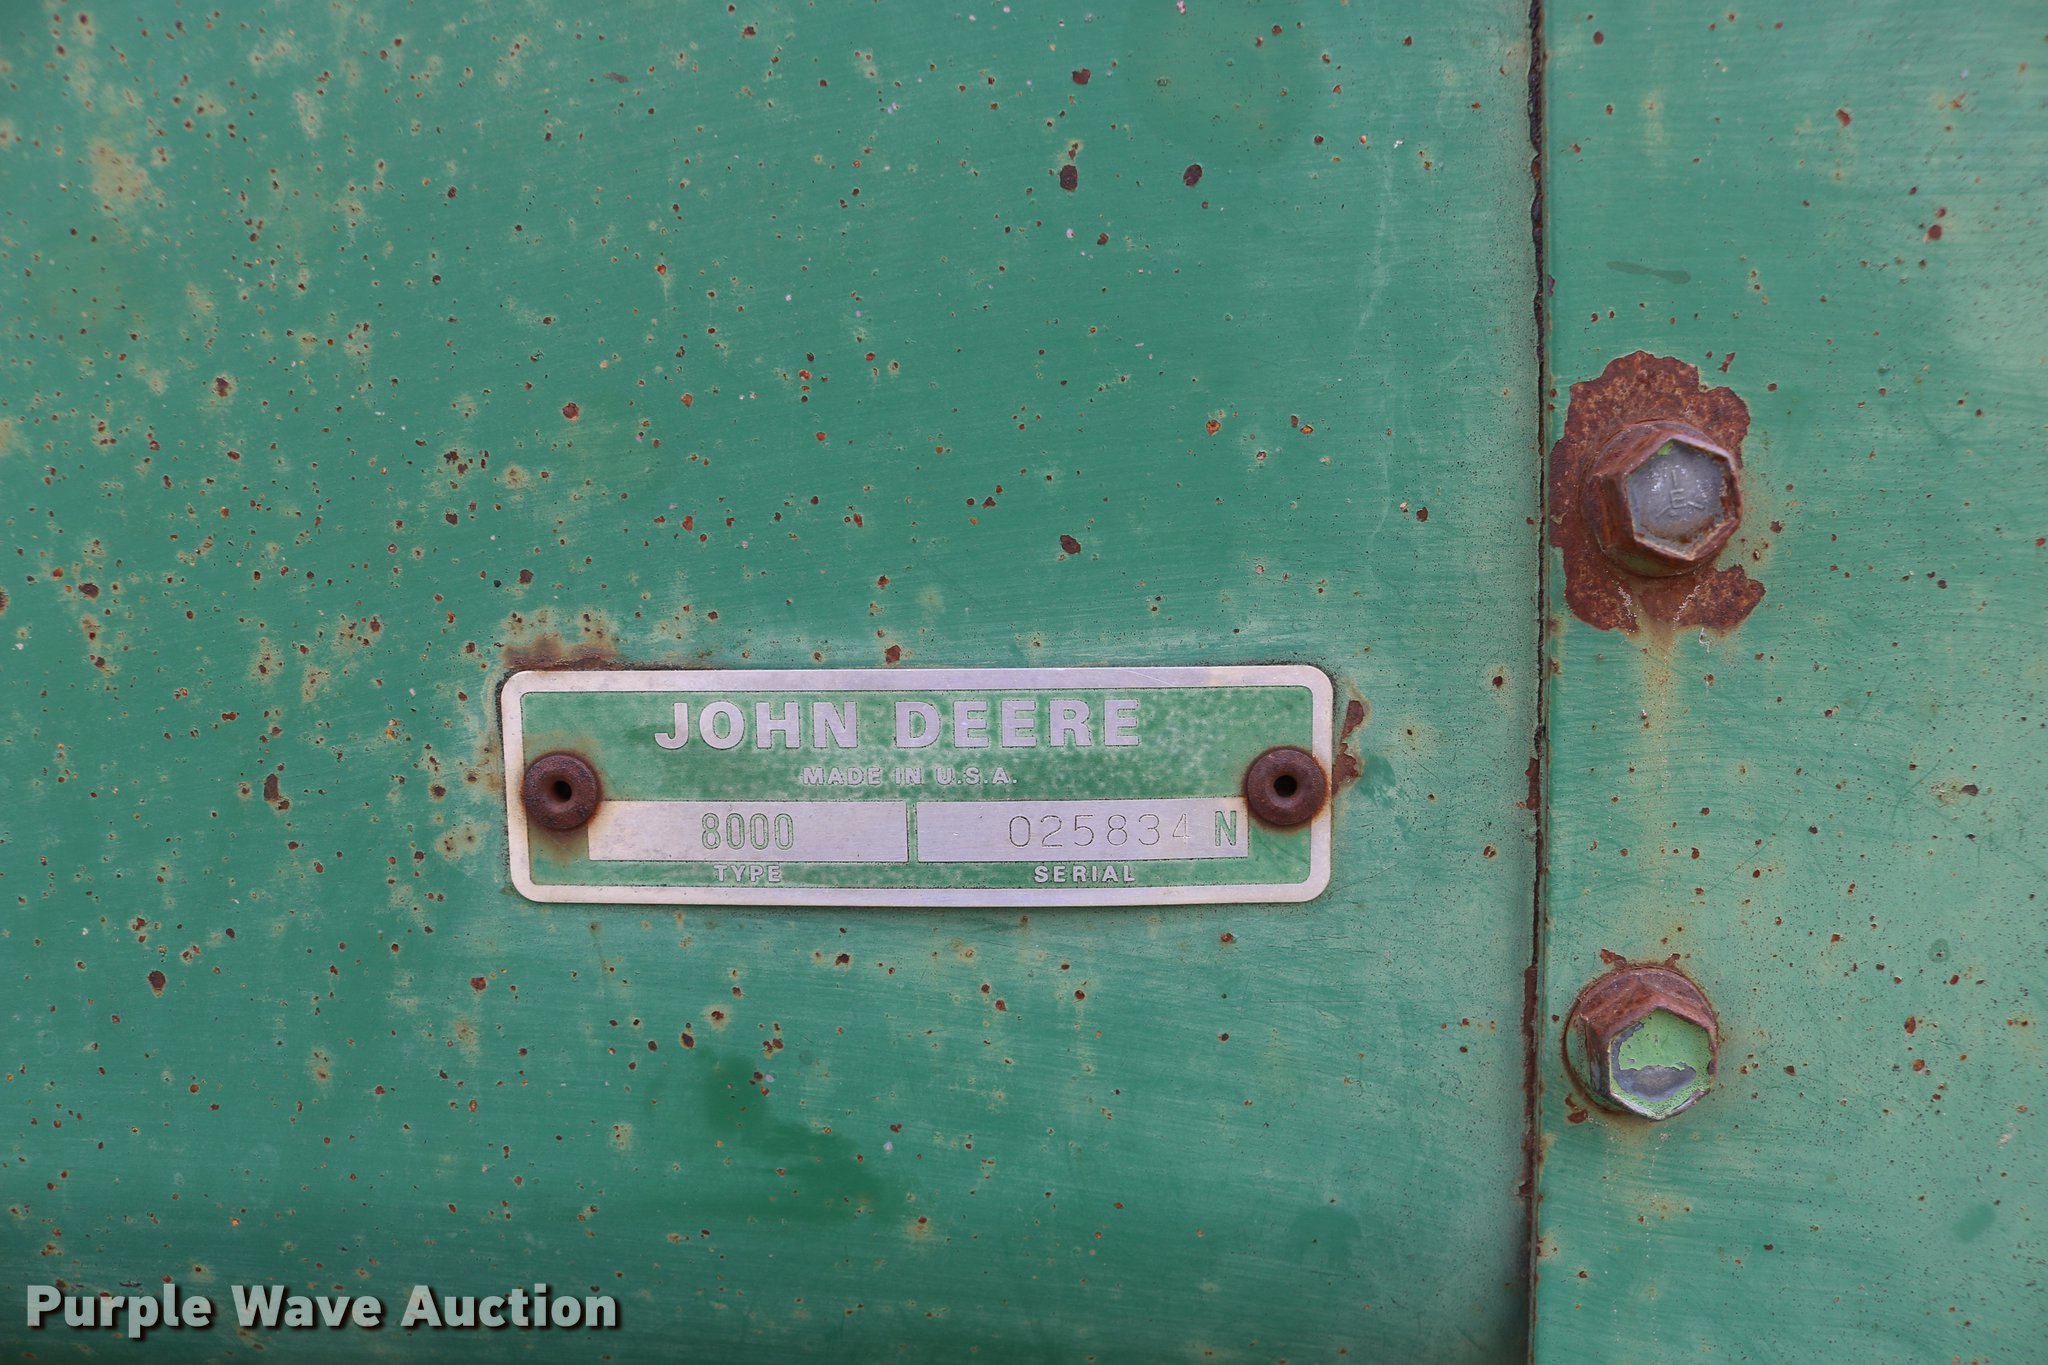 JOHN DEERE
MADE IN U.S.A.
8000 025834 N
TYPE SERIAL
Purple Wave Auction